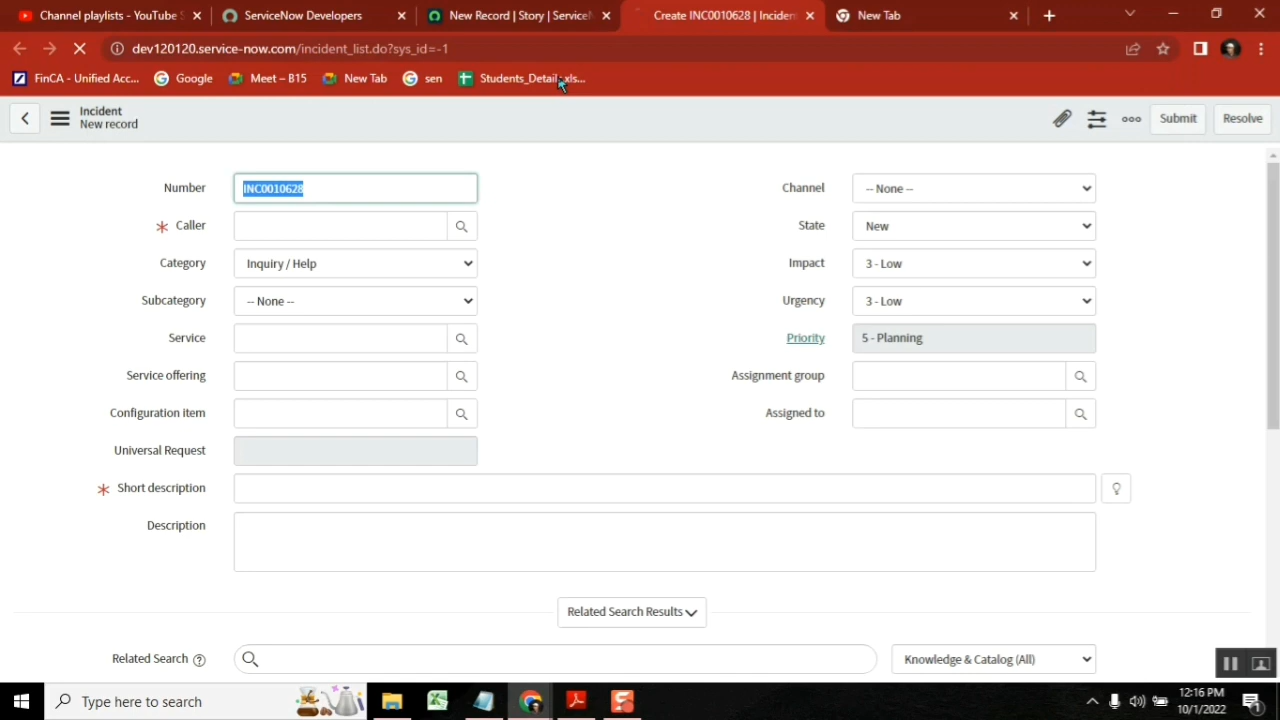 Channel playlists - YouTube S
ServiceNow Developers
New Record | Story | ServiceN
Create INC0010628 | Inciden
New Tab
dev120120.service-now.com/incident_list.do?sys_id=-1
FinCA - Unified Acc...
Google
Meet – B15
New Tab
sen
Students_Detail.xls...
Incident
New record
Submit
Resolve
Number
INC0010628
Channel
-- None --
Caller
State
New
Category
Inquiry / Help
Impact
3 - Low
Subcategory
-- None --
Urgency
3 - Low
Service
Priority
5 - Planning
Service offering
Assignment group
Configuration item
Assigned to
Universal Request
Short description
Description
Related Search Results
Related Search
Knowledge & Catalog (All)
Type here to search
12:16 PM
10/1/2022
1